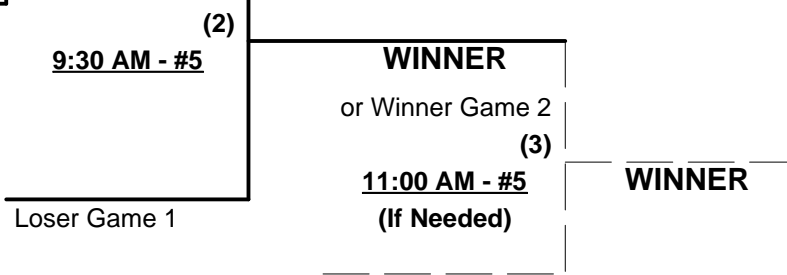 (2)
9:30 AM - #5
WINNER
or Winner Game 2
(3)
11:00 AM - #5
WINNER
Loser Game 1
(If Needed)